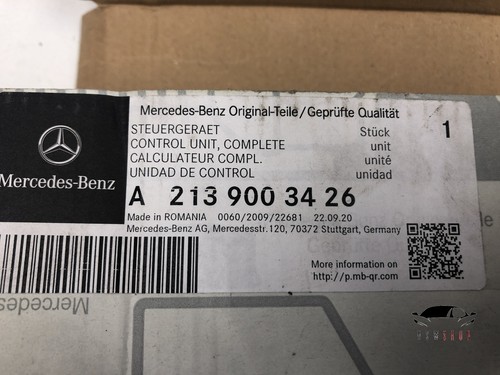 Mercedes-Benz Original-Teile/Geprüfte Qualität
STEUERGERAET Stück 1
CONTROL UNIT, COMPLETE unit
CALCULATEUR COMPL. unité
UNIDAD DE CONTROL unidad
Mercedes-Benz
A 213 900 34 26
Made in ROMANIA 0060/2009/22681 22.09.20
Mercedes-Benz AG, Mercedesstr.120, 70372 Stuttgart, Germany
More information on
http://p.mb-qr.com
Mercedes